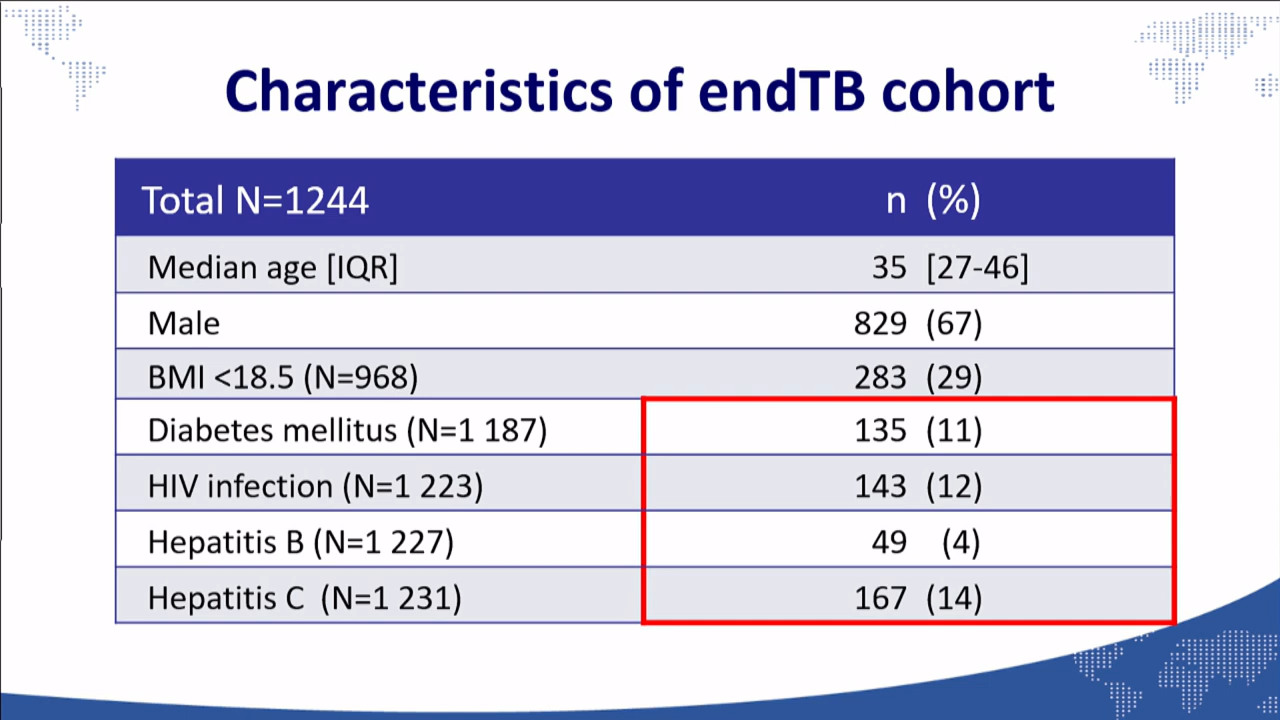 Characteristics of endTB cohort
Total N=1244 n (%)
Median age [IQR] 35 [27-46]
Male 829 (67)
BMI <18.5 (N=968) 283 (29)
Diabetes mellitus (N=1 187) 135 (11)
HIV infection (N=1 223) 143 (12)
Hepatitis B (N=1 227) 49 (4)
Hepatitis C (N=1 231) 167 (14)